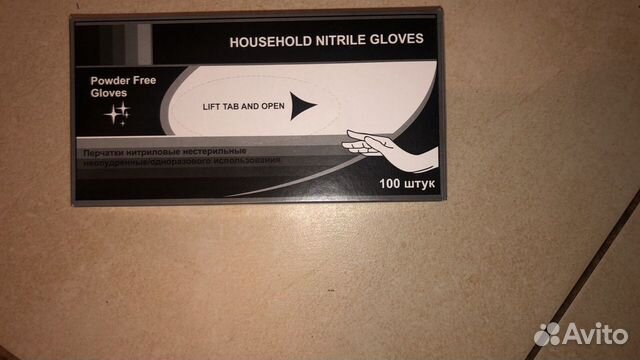 HOUSEHOLD NITRILE GLOVES
Powder Free
Gloves
LIFT TAB AND OPEN
Перчатки нитриловые нестерильные
неопудренные/одноразового использования
100 штук
Avito